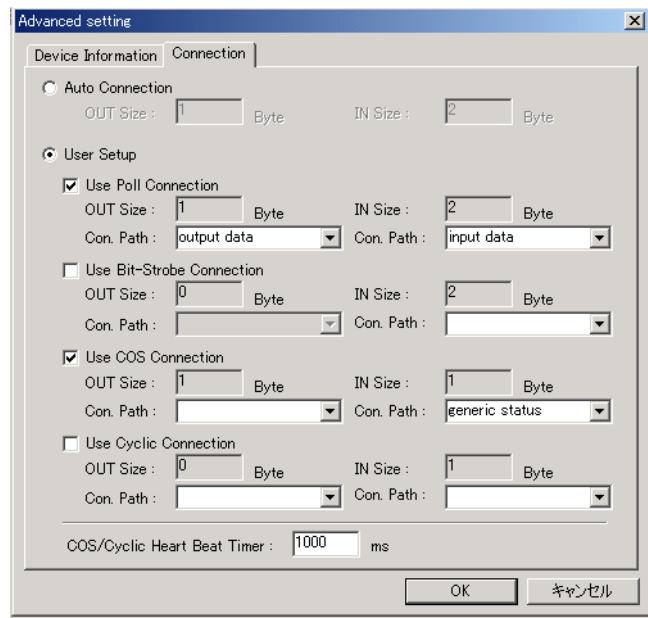 Advanced setting
Device Information Connection
Auto Connection
OUT Size : 1 Byte IN Size : 2 Byte
User Setup
Use Poll Connection
OUT Size : 1 Byte IN Size : 2 Byte
Con. Path : output data Con. Path : input data
Use Bit-Strobe Connection
OUT Size : 0 Byte IN Size : 2 Byte
Con. Path : Con. Path :
Use COS Connection
OUT Size : 1 Byte IN Size : 1 Byte
Con. Path : Con. Path : generic status
Use Cyclic Connection
OUT Size : 0 Byte IN Size : 1 Byte
Con. Path : Con. Path :
COS/Cyclic Heart Beat Timer : 1000 ms
OK キャンセル